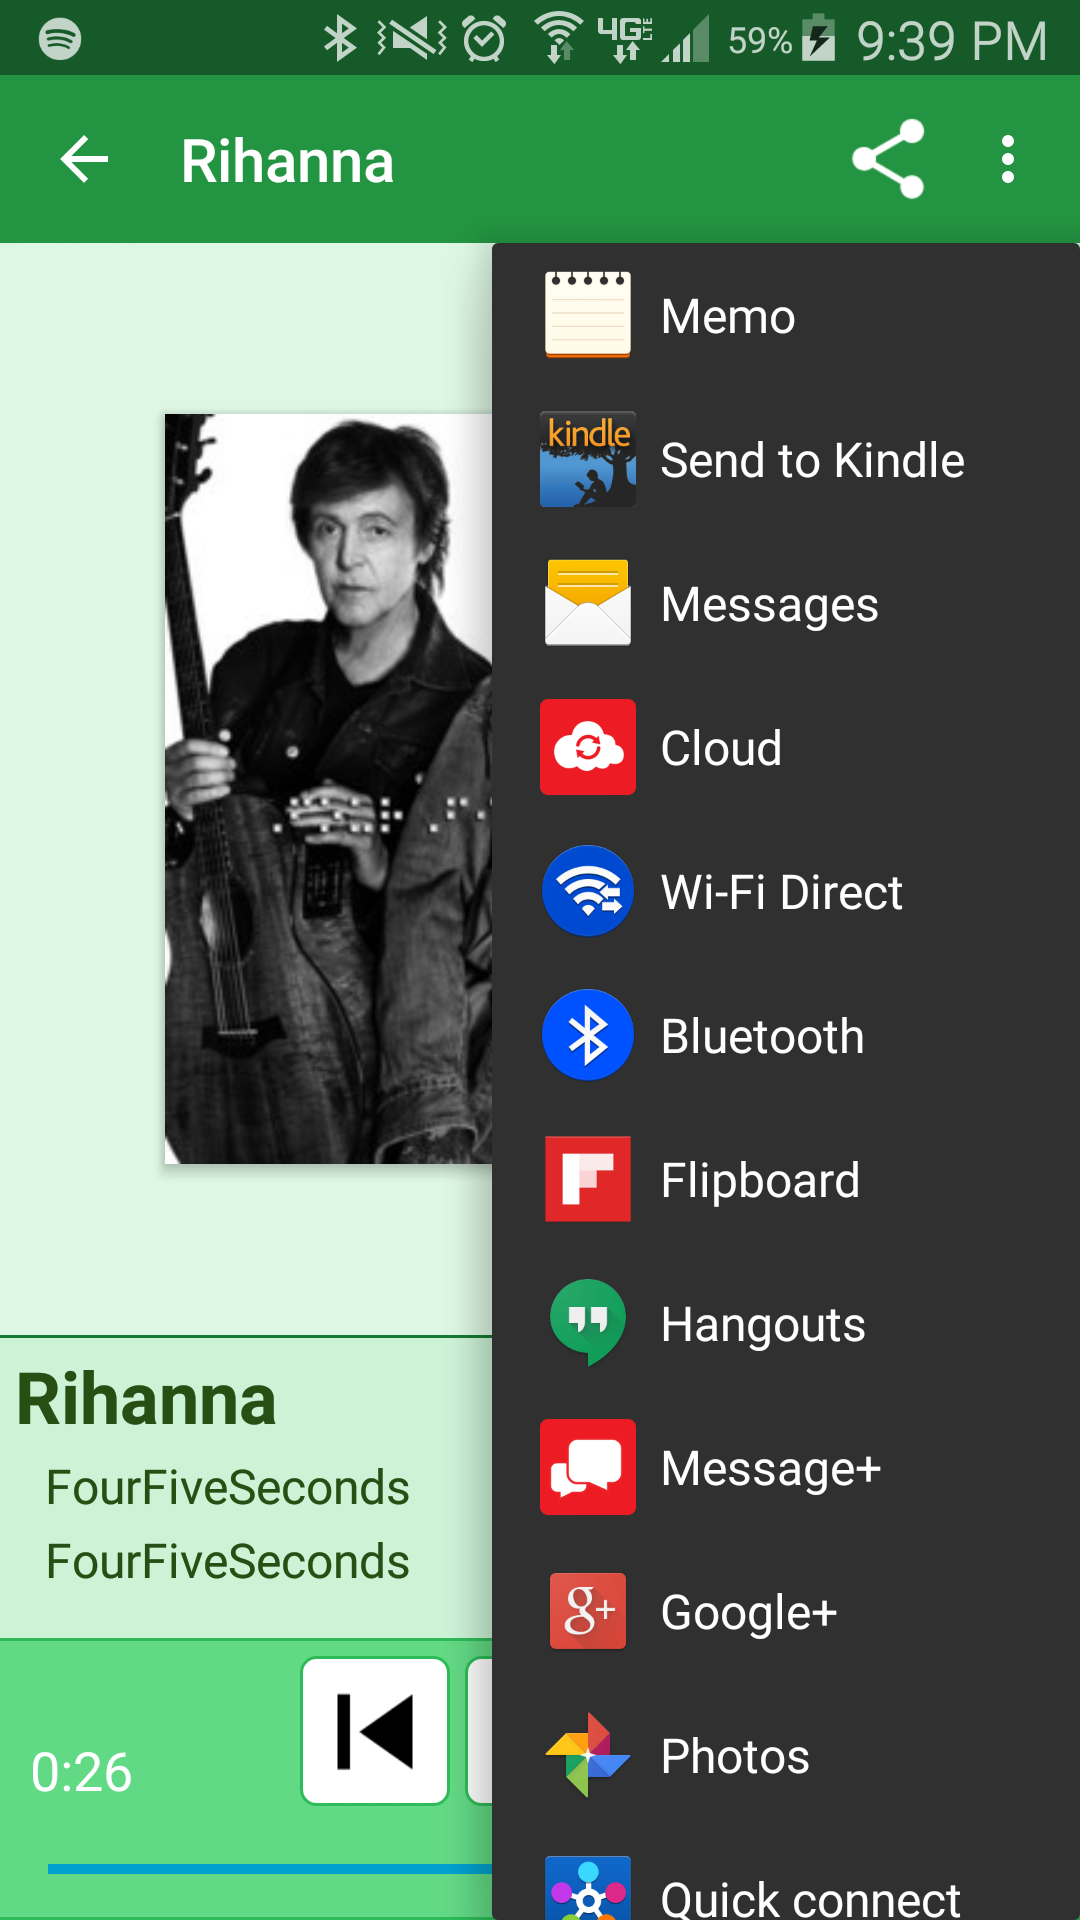 4G LTE 59% 9:39 PM
Rihanna
Memo
kindle
Send to Kindle
Messages
Cloud
Wi-Fi Direct
Bluetooth
Flipboard
Hangouts
Message+
g+
Google+
Photos
Quick connect
Rihanna
FourFiveSeconds
FourFiveSeconds
0:26